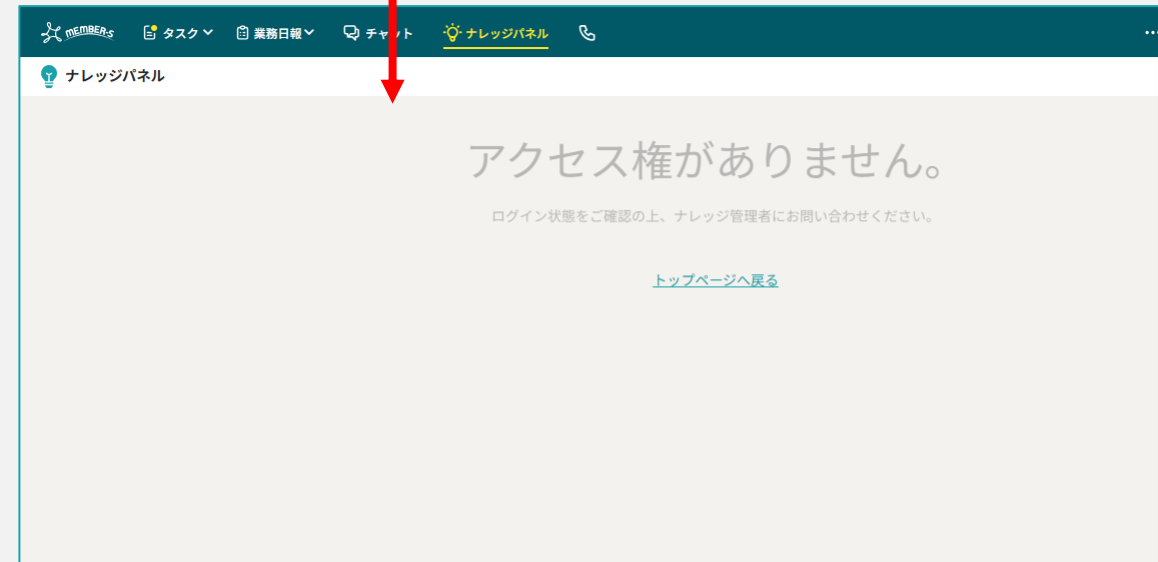 MEMBER-S タスク 業務日報 チャット ナレッジパネル
ナレッジパネル
アクセス権がありません。
ログイン状態をご確認の上、ナレッジ管理者にお問い合わせください。
トップページへ戻る